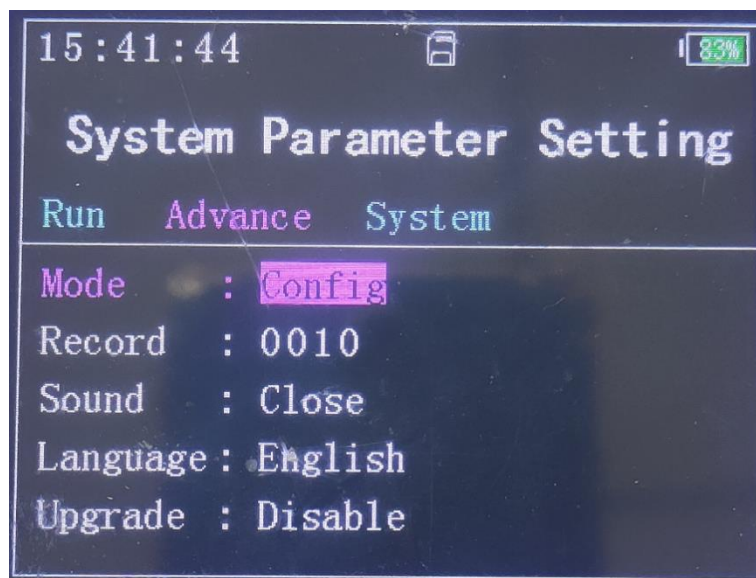 15:41:44 83%
System Parameter Setting
Run Advance System
Mode : Config
Record : 0010
Sound : Close
Language : English
Upgrade : Disable